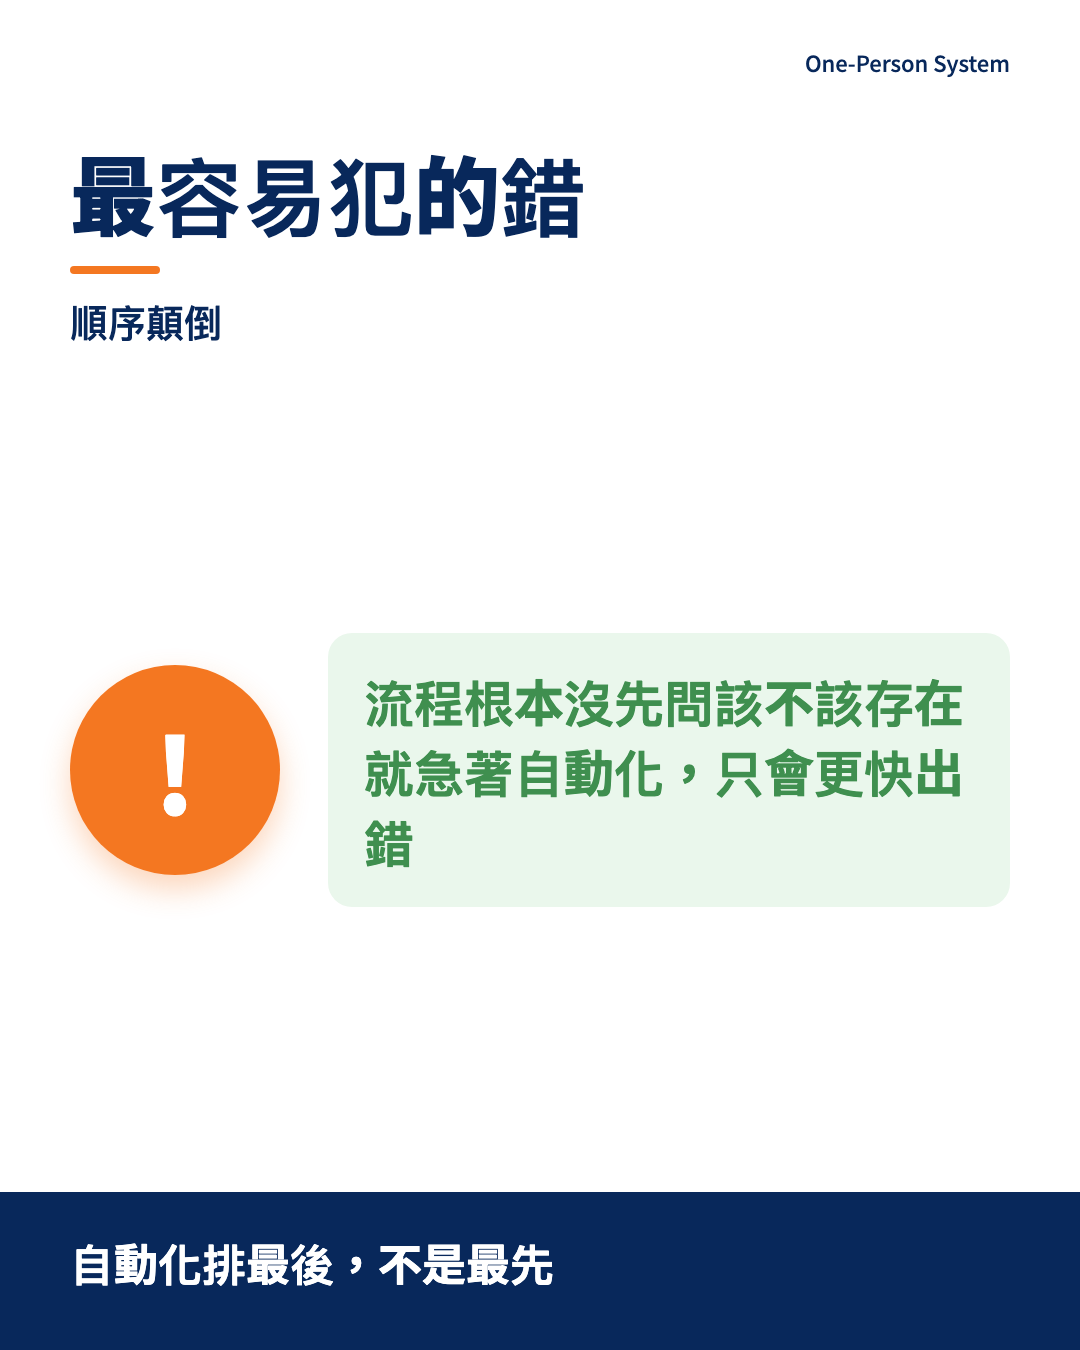 One-Person System
最容易犯的錯
順序顛倒
!
流程根本沒先問該不該存在
就急著自動化，只會更快出
錯
自動化排最後，不是最先